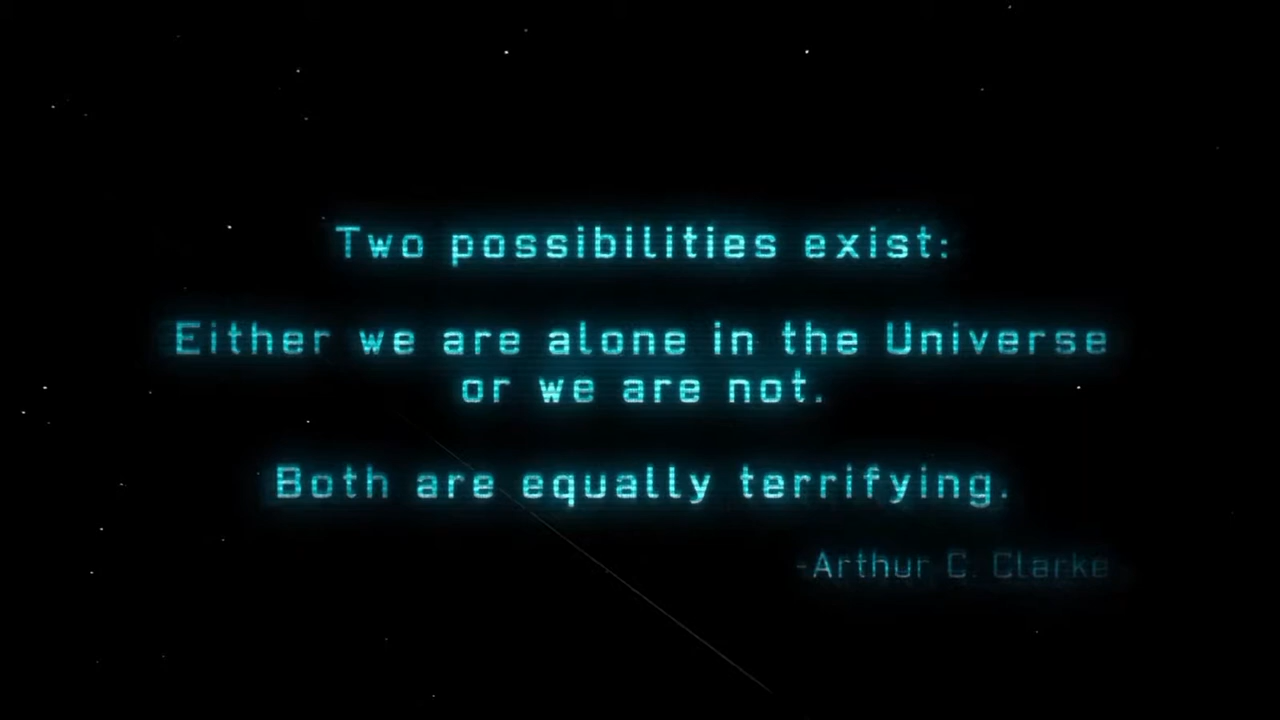 Two possibilities exist:
Either we are alone in the Universe
or we are not.
Both are equally terrifying.
-Arthur C. Clarke